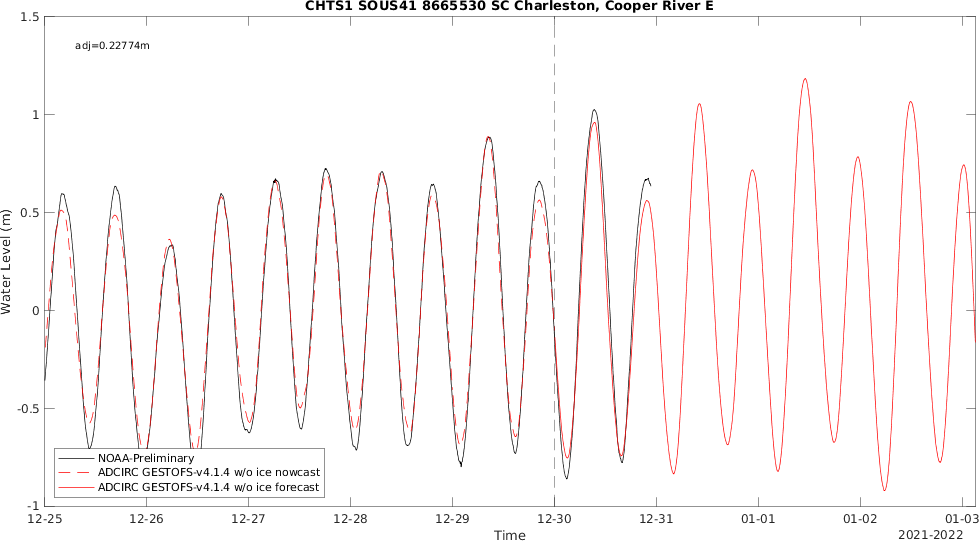 CHTS1 SOUS41 8665530 SC Charleston, Cooper River E
adj=0.22774m
1.5
1
0.5
0
-0.5
-1
Water Level (m)
NOAA-Preliminary
ADCIRC GESTOFS-v4.1.4 w/o ice nowcast
ADCIRC GESTOFS-v4.1.4 w/o ice forecast
12-25 12-26 12-27 12-28 12-29 12-30 12-31 01-01 01-02 01-03
Time
2021-2022